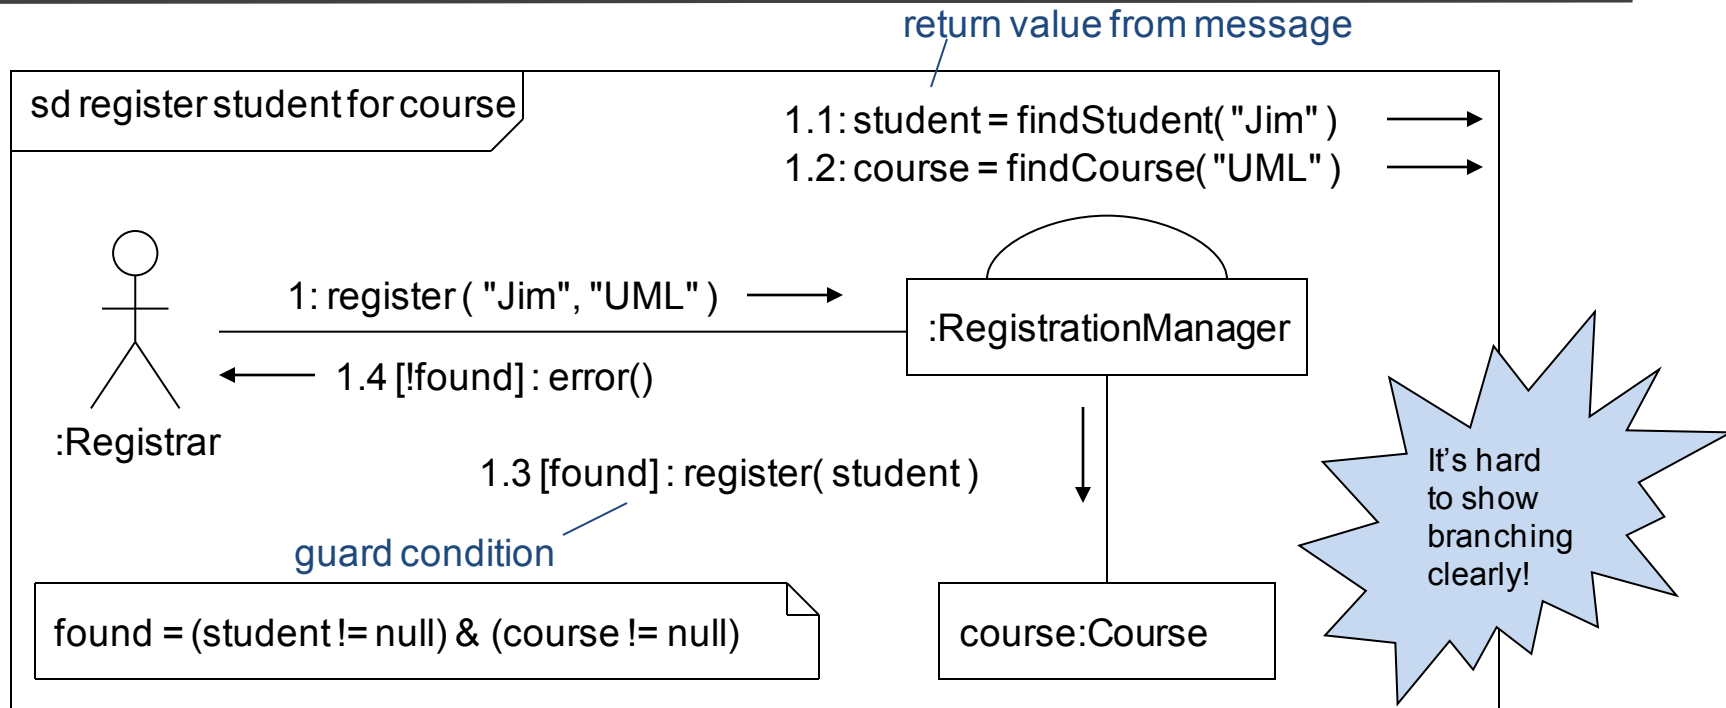 return value from message
sd register student for course
1.1: student = findStudent( "Jim" )
1.2: course = findCourse( "UML" )
1: register ( "Jim", "UML" )
:RegistrationManager
1.4 [!found] : error()
:Registrar
1.3 [found] : register( student )
guard condition
It's hard
to show
branching
clearly!
found = (student != null) & (course != null)
course:Course